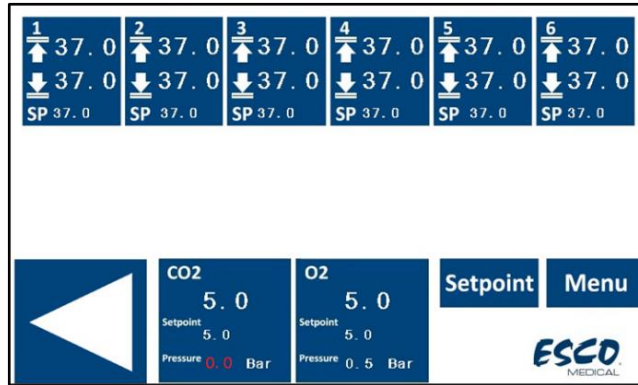 1 2 3 4 5 6
37.0 37.0 37.0 37.0 37.0 37.0
37.0 37.0 37.0 37.0 37.0 37.0
SP 37.0 SP 37.0 SP 37.0 SP 37.0 SP 37.0 SP 37.0
CO2 O2
5.0 5.0 Setpoint Menu
Setpoint Setpoint
5.0 5.0
Pressure 0.0 Bar Pressure 0.5 Bar
ESCO
MEDICAL